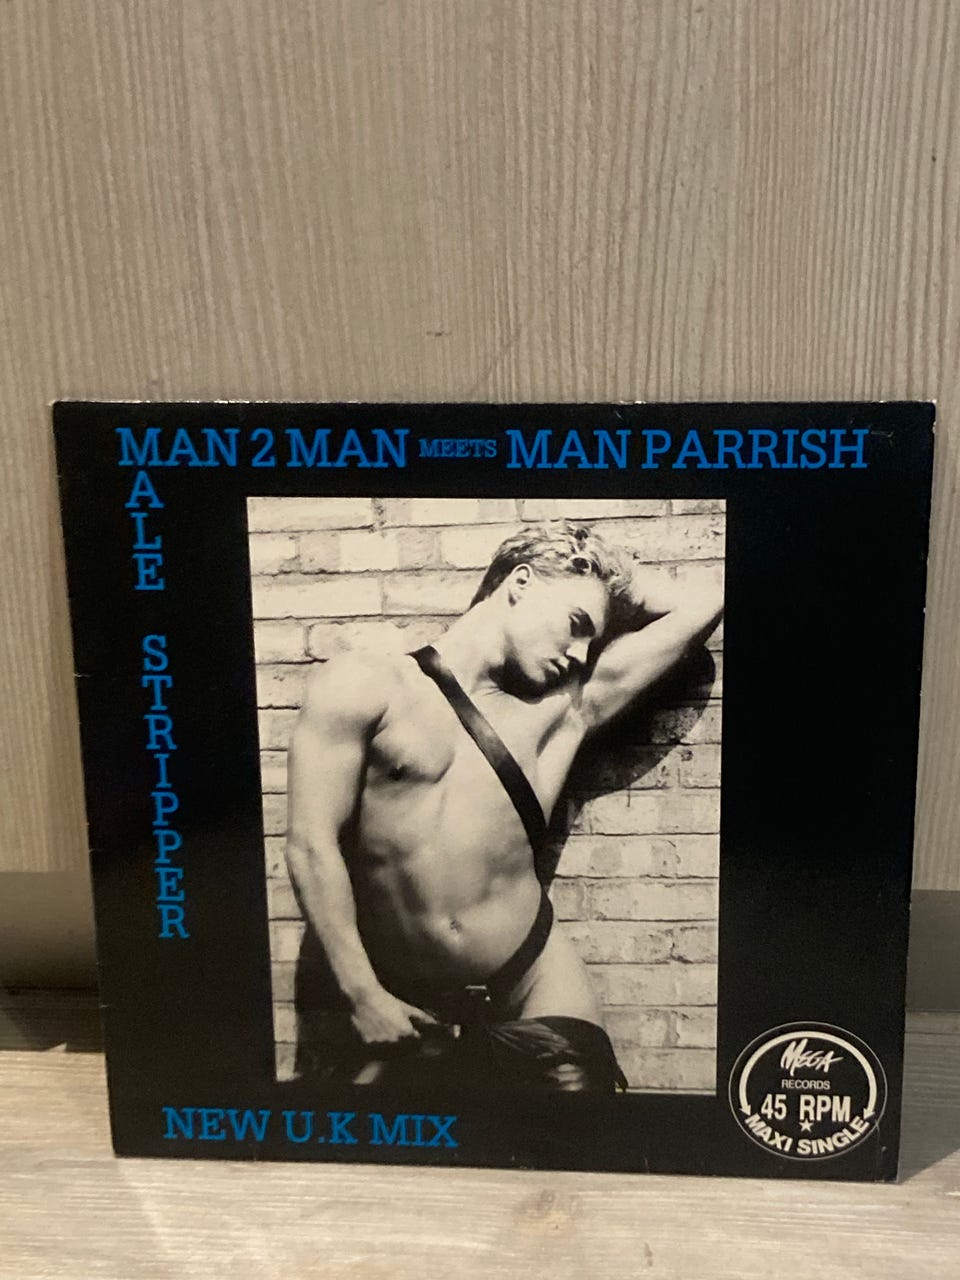 MAN 2 MAN MEETS MAN PARRISH
MALE STRIPPER
NEW U.K MIX
MEGA
RECORDS
45 RPM
MAXI SINGLE